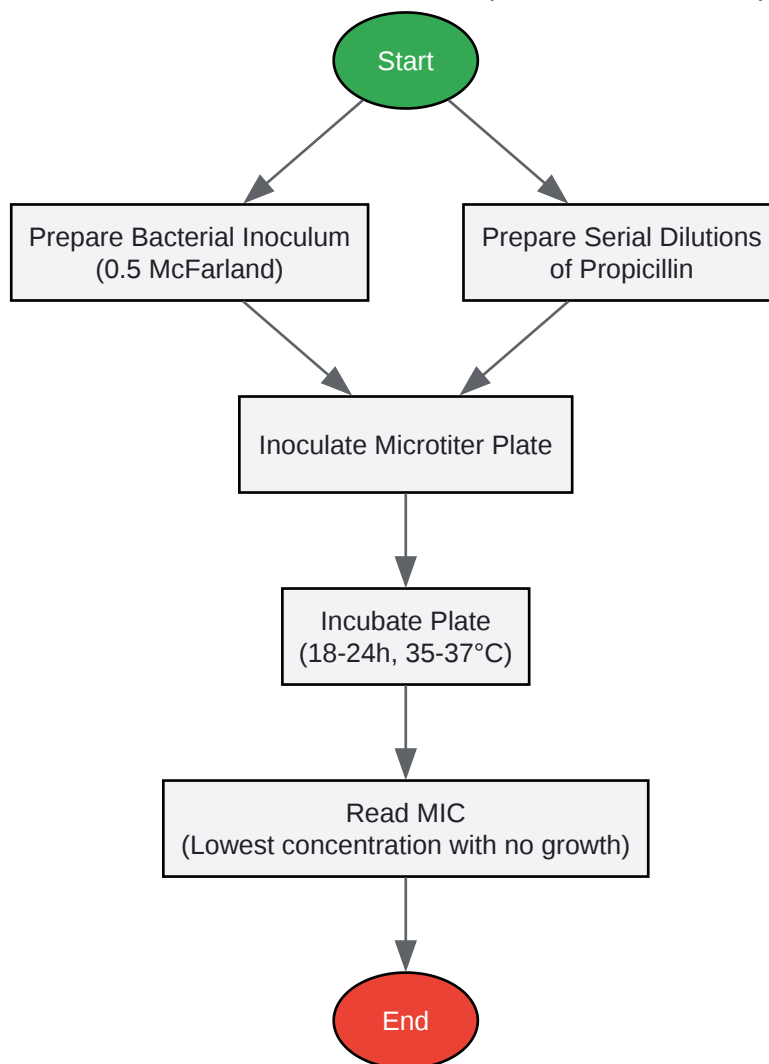 Start
Prepare Bacterial Inoculum
(0.5 McFarland)
Prepare Serial Dilutions
of Propicillin
Inoculate Microtiter Plate
Incubate Plate
(18-24h, 35-37°C)
Read MIC
(Lowest concentration with no growth)
End